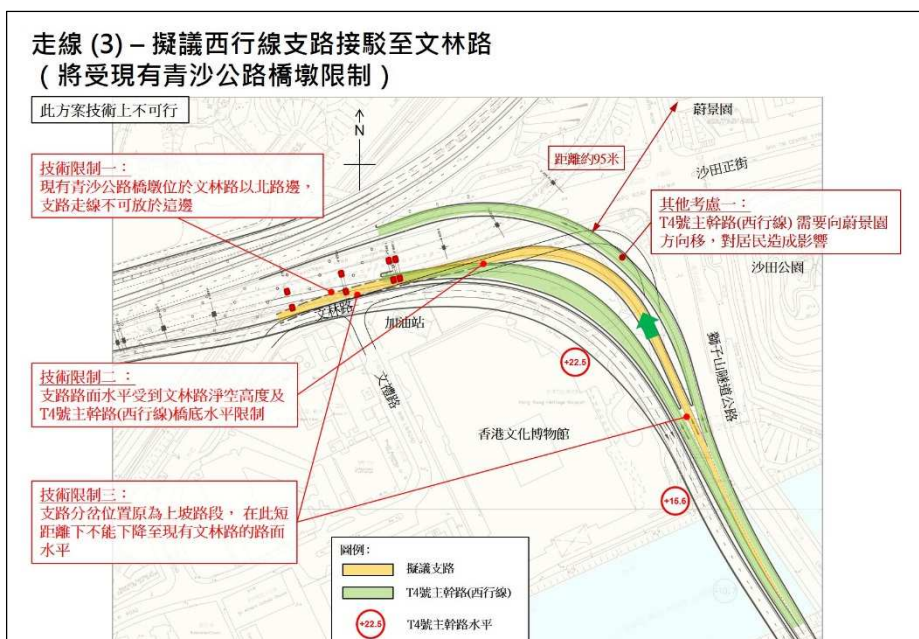 走線 (3) – 擬議西行線支路接駁至文林路
（將受現有青沙公路橋墩限制）
此方案技術上不可行
N
蔚景園
距離約95米
沙田正街
技術限制一：
現有青沙公路橋墩位於文林路以北路邊，
支路走線不可放於這邊
其他考慮一：
T4號主幹路(西行線) 需要向蔚景園
方向移，對居民造成影響
沙田公園
文林路
加油站
獅子山隧道公路
+22.5
文禮路
技術限制二：
支路路面水平受到文林路淨空高度及
T4號主幹路(西行線)橋底水平限制
香港文化博物館
技術限制三：
支路分岔位置原為上坡路段， 在此短
距離下不能下降至現有文林路的路面
水平
+15.6
圖例：
擬議支路
T4號主幹路(西行線)
+22.5
T4號主幹路水平